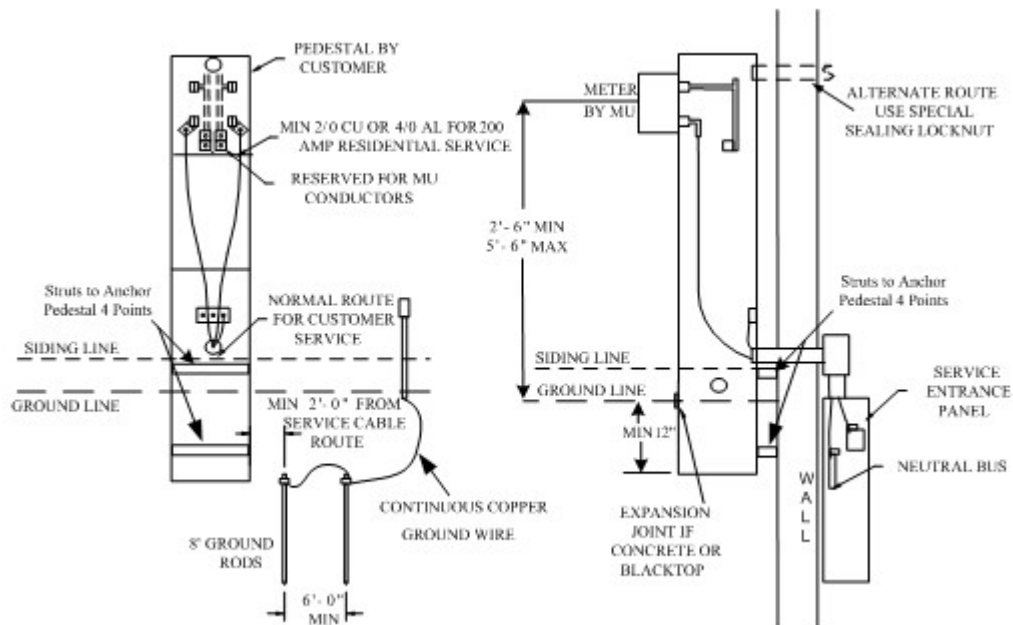 PEDESTAL BY
CUSTOMER
MIN 2/0 CU OR 4/0 AL FOR 200
AMP RESIDENTIAL SERVICE
RESERVED FOR MU
CONDUCTORS
Struts to Anchor
Pedestal 4 Points
NORMAL ROUTE
FOR CUSTOMER
SERVICE
SIDING LINE
GROUND LINE
MIN 2'-0" FROM
SERVICE CABLE
ROUTE
CONTINUOUS COPPER
GROUND WIRE
8' GROUND
RODS
6'-0"
MIN
METER
BY MU
ALTERNATE ROUTE
USE SPECIAL
SEALING LOCKNUT
2'-6" MIN
5'-6" MAX
Struts to Anchor
Pedestal 4 Points
SIDING LINE
GROUND LINE
SERVICE
ENTRANCE
PANEL
MIN 12"
NEUTRAL BUS
EXPANSION
JOINT IF
CONCRETE OR
BLACKTOP
WALL